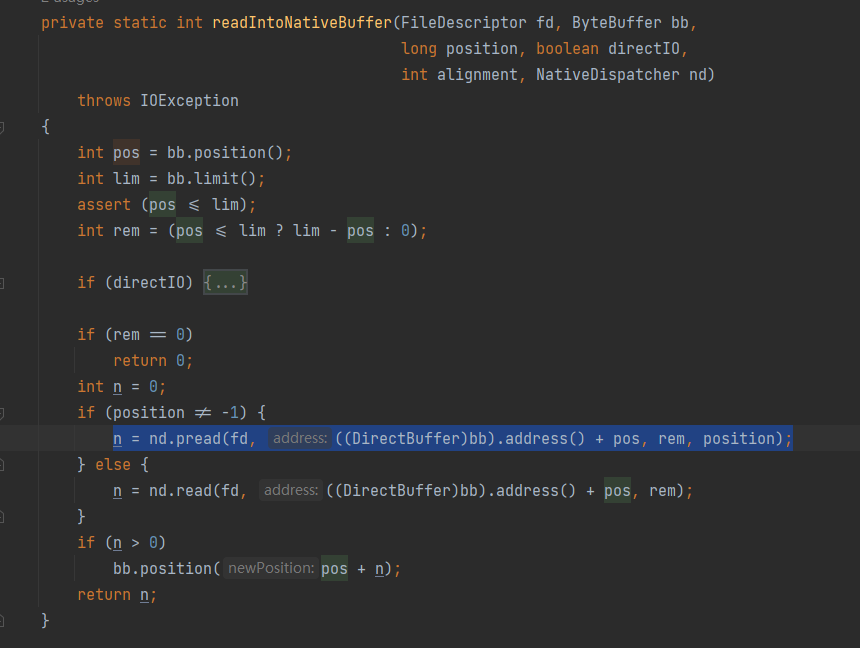 2 usages
private static int readIntoNativeBuffer(FileDescriptor fd, ByteBuffer bb,
long position, boolean directIO,
int alignment, NativeDispatcher nd)
throws IOException
{
int pos = bb.position();
int lim = bb.limit();
assert (pos <= lim);
int rem = (pos <= lim ? lim - pos : 0);
if (directIO) {...}
if (rem == 0)
return 0;
int n = 0;
if (position != -1) {
n = nd.pread(fd, address: ((DirectBuffer)bb).address() + pos, rem, position);
} else {
n = nd.read(fd, address: ((DirectBuffer)bb).address() + pos, rem);
}
if (n > 0)
bb.position( newPosition: pos + n);
return n;
}